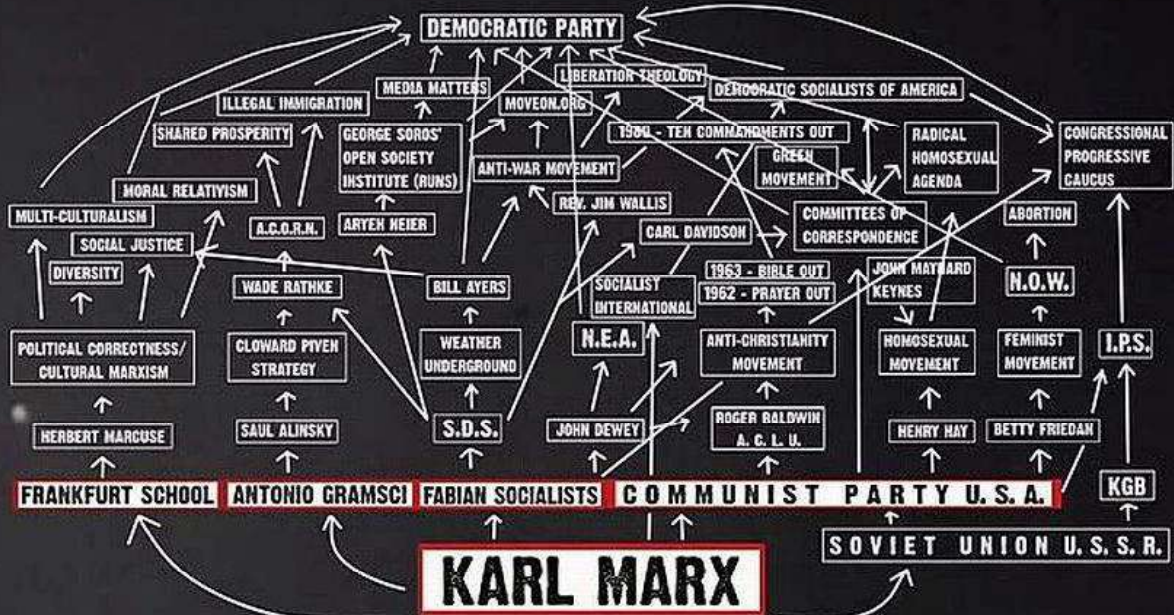 DEMOCRATIC PARTY
MEDIA MATTERS
LIBERATION THEOLOGY
DEMOCRATIC SOCIALISTS OF AMERICA
ILLEGAL IMMIGRATION
MOVEON.ORG
SHARED PROSPERITY
GEORGE SOROS'
OPEN SOCIETY
INSTITUTE (RUNS)
1980 - TEN COMMANDMENTS OUT
RADICAL
HOMOSEXUAL
AGENDA
CONGRESSIONAL
PROGRESSIVE
CAUCUS
ANTI-WAR MOVEMENT
GREEN
MOVEMENT
MORAL RELATIVISM
MULTI-CULTURALISM
A.C.O.R.N.
ARYEH NEIER
REV. JIM WALLIS
COMMITTEES OF
CORRESPONDENCE
ABORTION
SOCIAL JUSTICE
CARL DAVIDSON
DIVERSITY
WADE RATHKE
BILL AYERS
SOCIALIST
INTERNATIONAL
1963 - BIBLE OUT
1962 - PRAYER OUT
JOHN MAYNARD
KEYNES
N.O.W.
POLITICAL CORRECTNESS/
CULTURAL MARXISM
CLOWARD PIVEN
STRATEGY
WEATHER
UNDERGROUND
N.E.A.
ANTI-CHRISTIANITY
MOVEMENT
HOMOSEXUAL
MOVEMENT
FEMINIST
MOVEMENT
I.P.S.
HERBERT MARCUSE
SAUL ALINSKY
S.D.S.
JOHN DEWEY
ROGER BALDWIN
A.C.L.U.
HENRY HAY
BETTY FRIEDAN
FRANKFURT SCHOOL
ANTONIO GRAMSCI
FABIAN SOCIALISTS
COMMUNIST PARTY U.S.A.
KGB
SOVIET UNION U.S.S.R.
KARL MARX